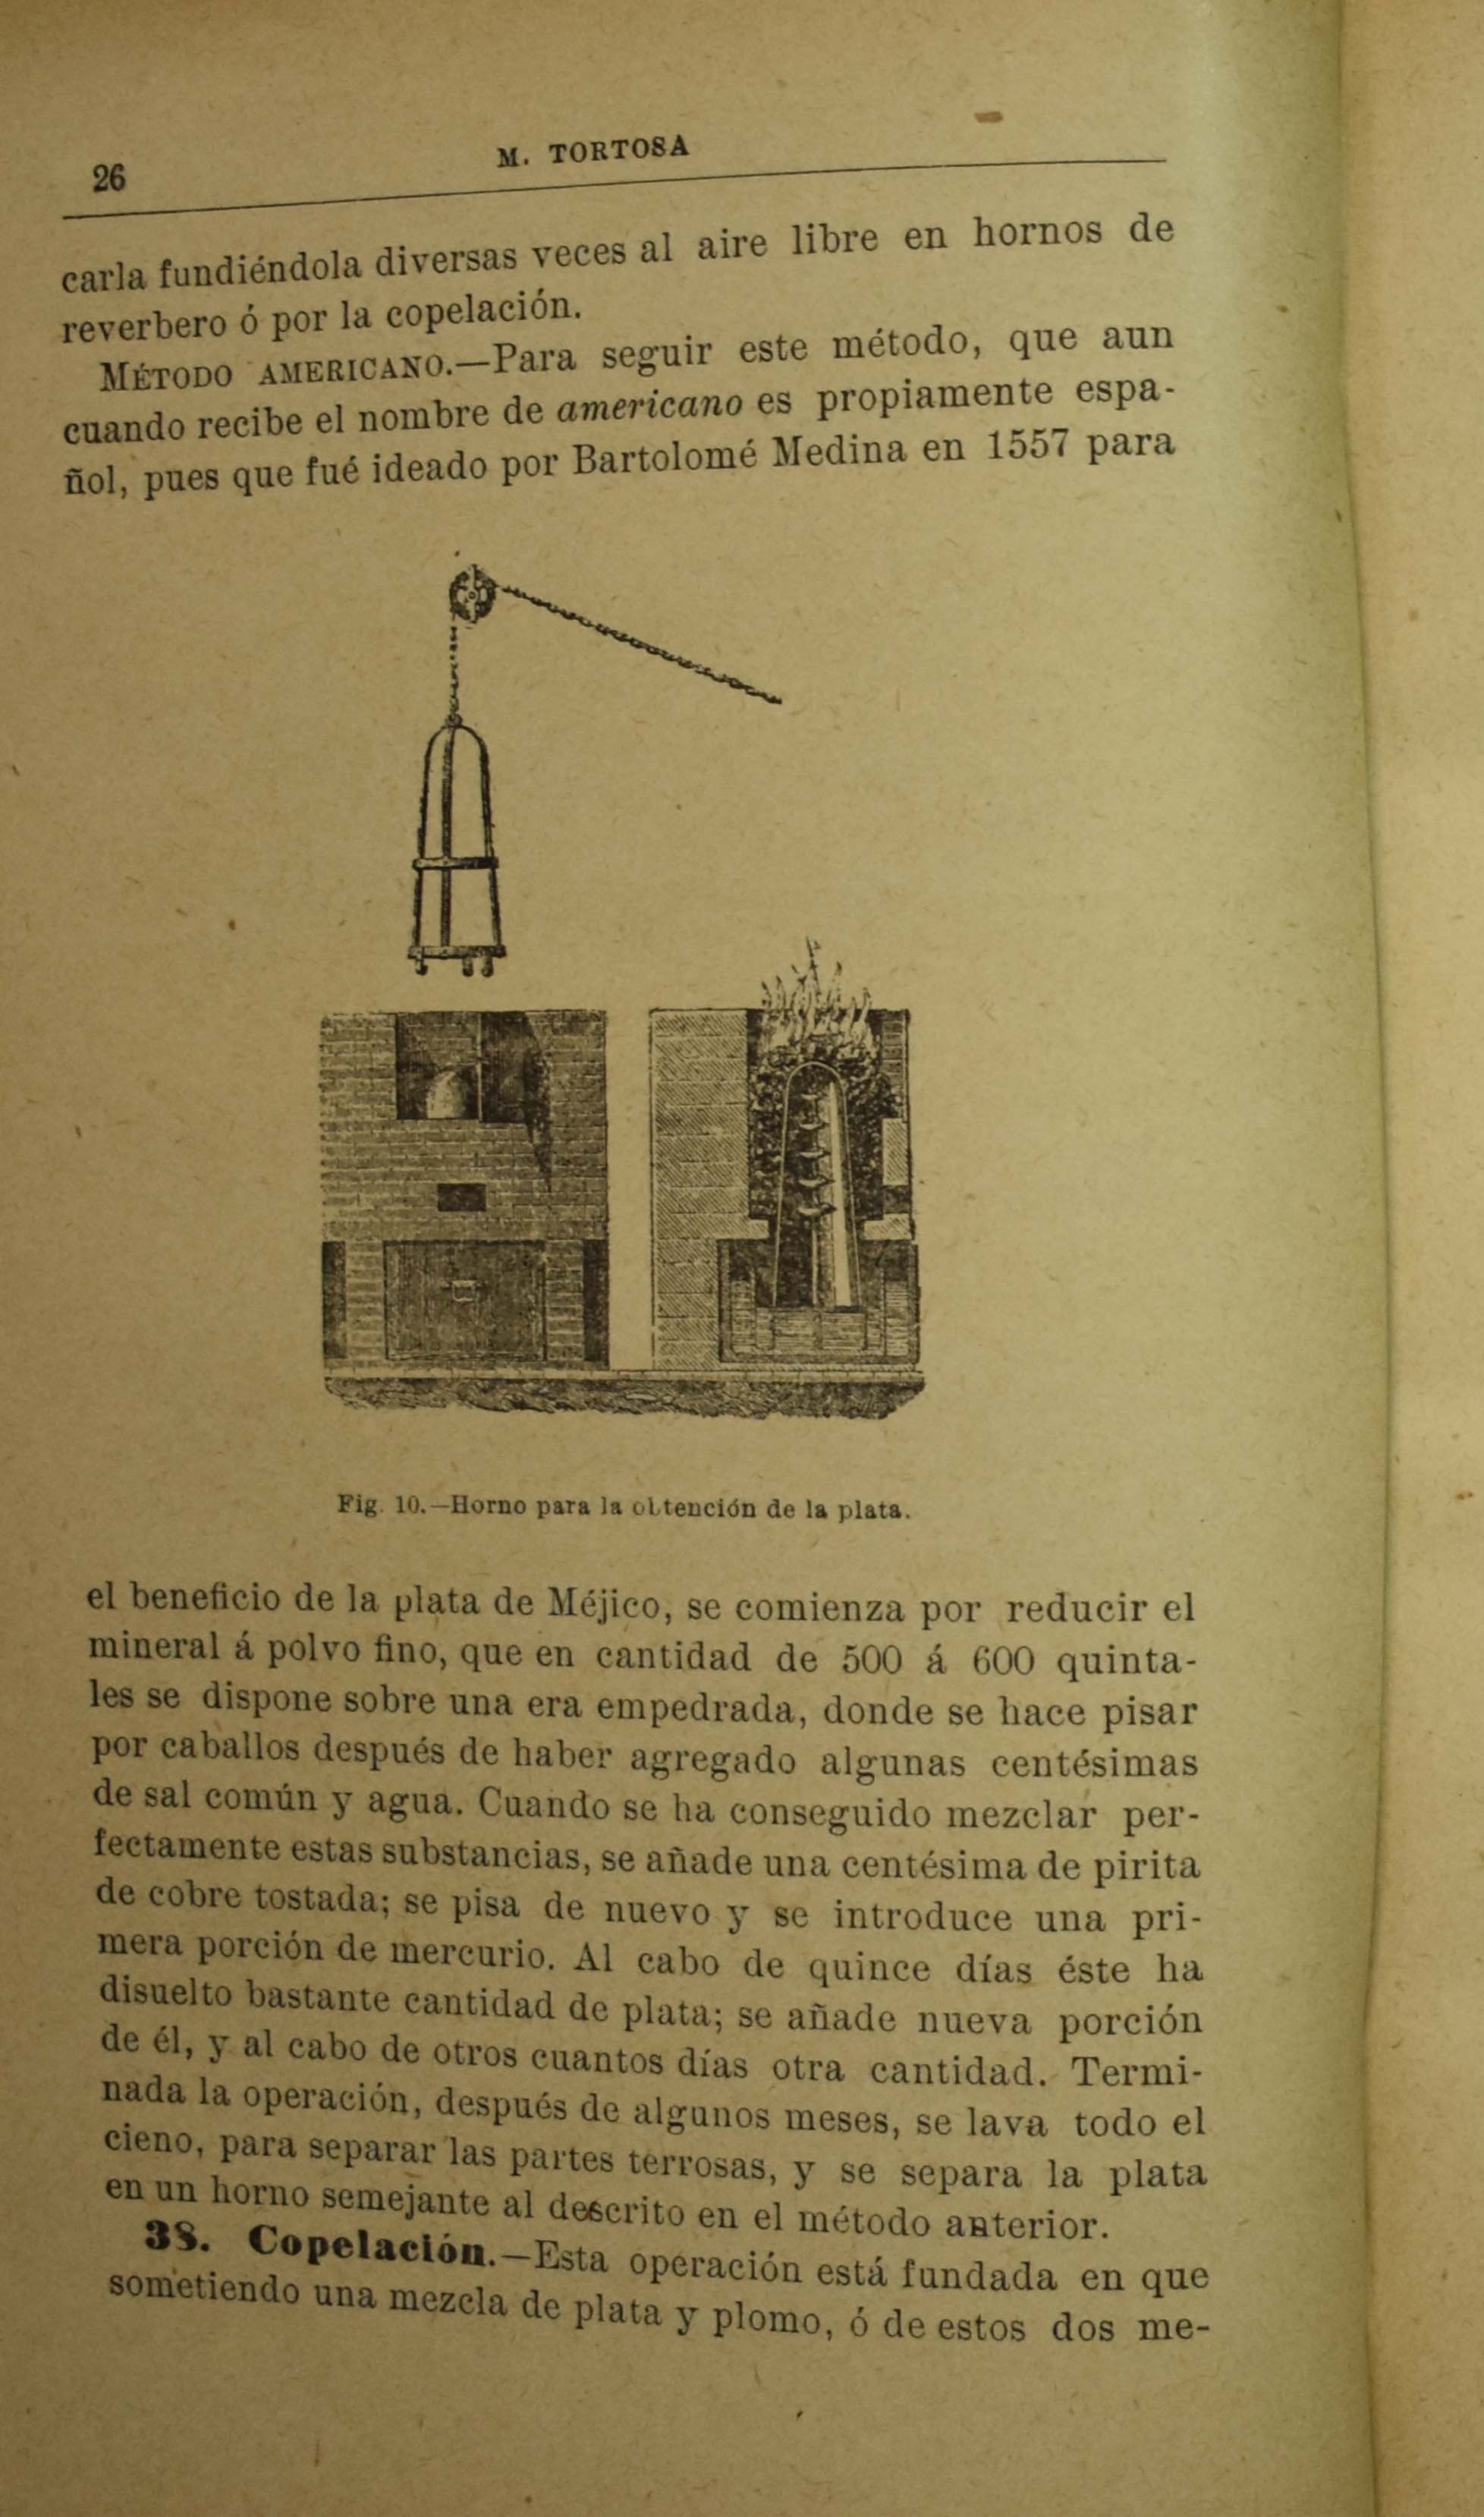 26
M. TORTOSA
carla fundiéndola diversas veces al aire libre en hornos de
reverbero ó por la copelación.
MÉTODO AMERICANO.—Para seguir este método, que aun
cuando recibe el nombre de americano es propiamente espa-
ñol, pues que fué ideado por Bartolomé Medina en 1557 para
Fig. 10.—Horno para la obtención de la plata.
el beneficio de la plata de Méjico, se comienza por reducir el
mineral á polvo fino, que en cantidad de 500 á 600 quinta-
les se dispone sobre una era empedrada, donde se hace pisar
por caballos después de haber agregado algunas centésimas
de sal común y agua. Cuando se ha conseguido mezclar per-
fectamente estas substancias, se añade una centésima de pirita
de cobre tostada; se pisa de nuevo y se introduce una pri-
mera porción de mercurio. Al cabo de quince días éste ha
disuelto bastante cantidad de plata; se añade nueva porción
de él, y al cabo de otros cuantos días otra cantidad. Termi-
nada la operación, después de algunos meses, se lava todo el
cieno, para separar las partes terrosas, y se separa la plata
en un horno semejante al descrito en el método anterior.
38. Copelación.—Esta operación está fundada en que
sometiendo una mezcla de plata y plomo, ó de estos dos me-